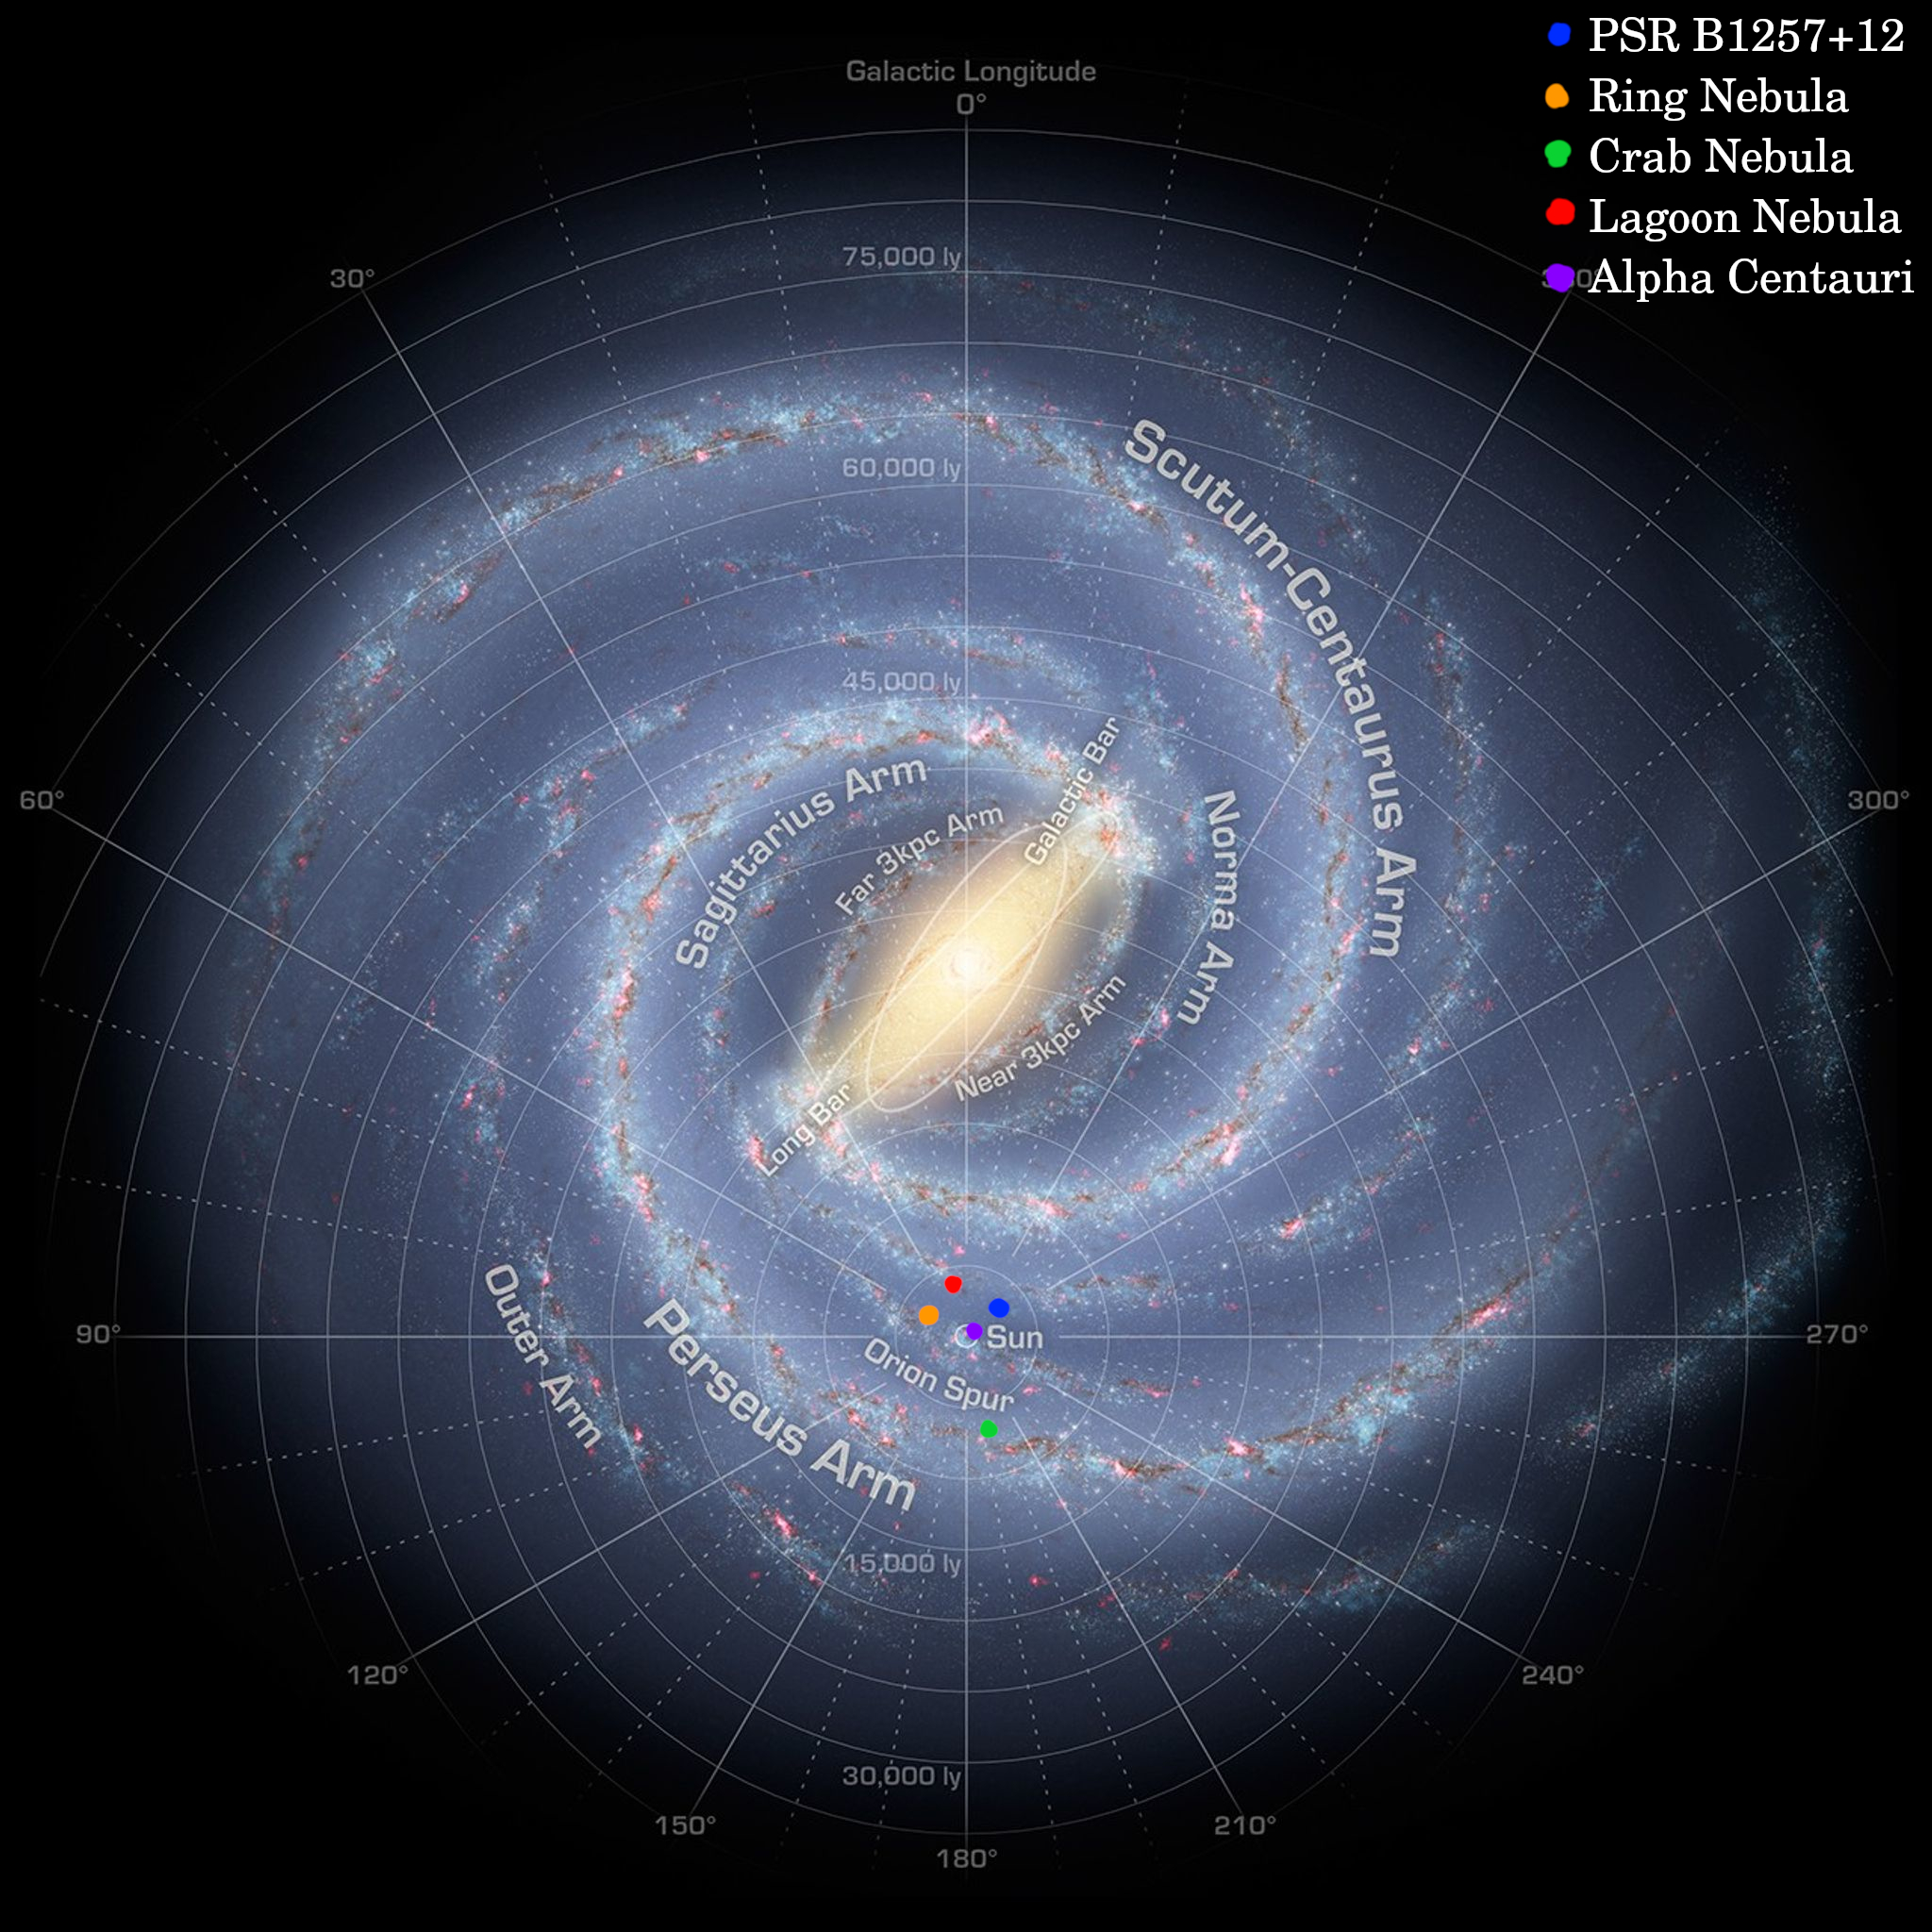 PSR B1257+12
Ring Nebula
Crab Nebula
Lagoon Nebula
Alpha Centauri
Galactic Longitude
0°
30°
75,000 ly
60,000 ly
45,000 ly
Scutum-Centaurus Arm
Galactic Bar
Sagittarius Arm
Far 3kpc Arm
Norma Arm
60°
300°
Near 3kpc Arm
Long Bar
Outer Arm
Perseus Arm
90°
Sun
270°
Orion Spur
15,000 ly
120°
240°
30,000 ly
150°
210°
180°